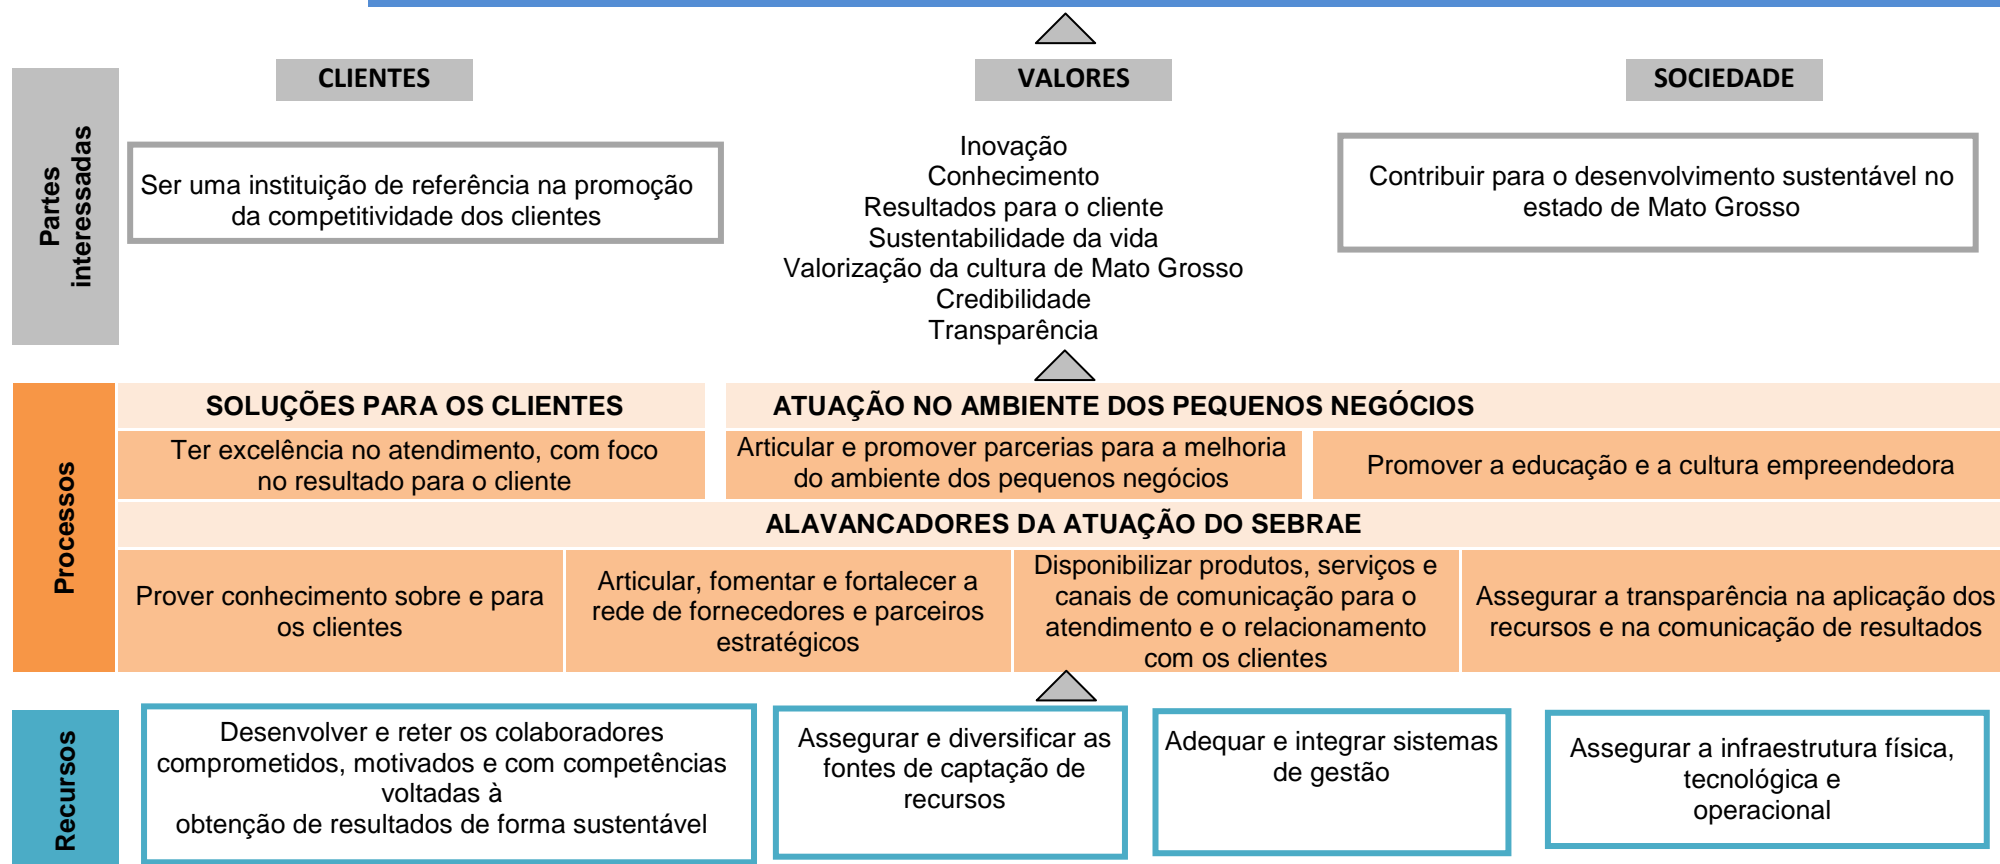 CLIENTES
VALORES
SOCIEDADE
Partes
interessadas
Ser uma instituição de referência na promoção
da competitividade dos clientes
Inovação
Conhecimento
Resultados para o cliente
Sustentabilidade da vida
Valorização da cultura de Mato Grosso
Credibilidade
Transparência
Contribuir para o desenvolvimento sustentável no
estado de Mato Grosso
Processos
SOLUÇÕES PARA OS CLIENTES
ATUAÇÃO NO AMBIENTE DOS PEQUENOS NEGÓCIOS
Ter excelência no atendimento, com foco
no resultado para o cliente
Articular e promover parcerias para a melhoria
do ambiente dos pequenos negócios
Promover a educação e a cultura empreendedora
ALAVANCADORES DA ATUAÇÃO DO SEBRAE
Prover conhecimento sobre e para
os clientes
Articular, fomentar e fortalecer a
rede de fornecedores e parceiros
estratégicos
Disponibilizar produtos, serviços e
canais de comunicação para o
atendimento e o relacionamento
com os clientes
Assegurar a transparência na aplicação dos
recursos e na comunicação de resultados
Recursos
Desenvolver e reter os colaboradores
comprometidos, motivados e com competências
voltadas à
obtenção de resultados de forma sustentável
Assegurar e diversificar as
fontes de captação de
recursos
Adequar e integrar sistemas
de gestão
Assegurar a infraestrutura física,
tecnológica e
operacional